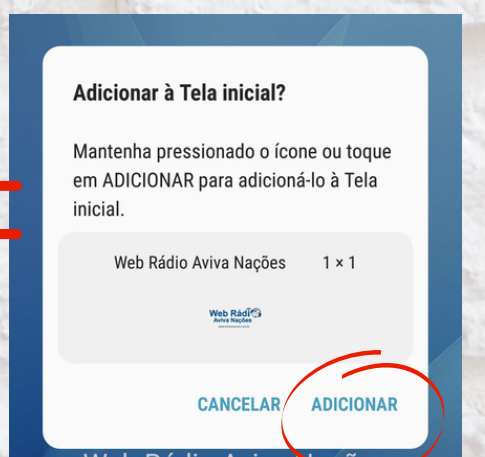 Adicionar à Tela inicial?
Mantenha pressionado o ícone ou toque
em ADICIONAR para adicioná-lo à Tela
inicial.
Web Rádio Aviva Nações 1 × 1
Web Rádio
Aviva Nações
CANCELAR ADICIONAR